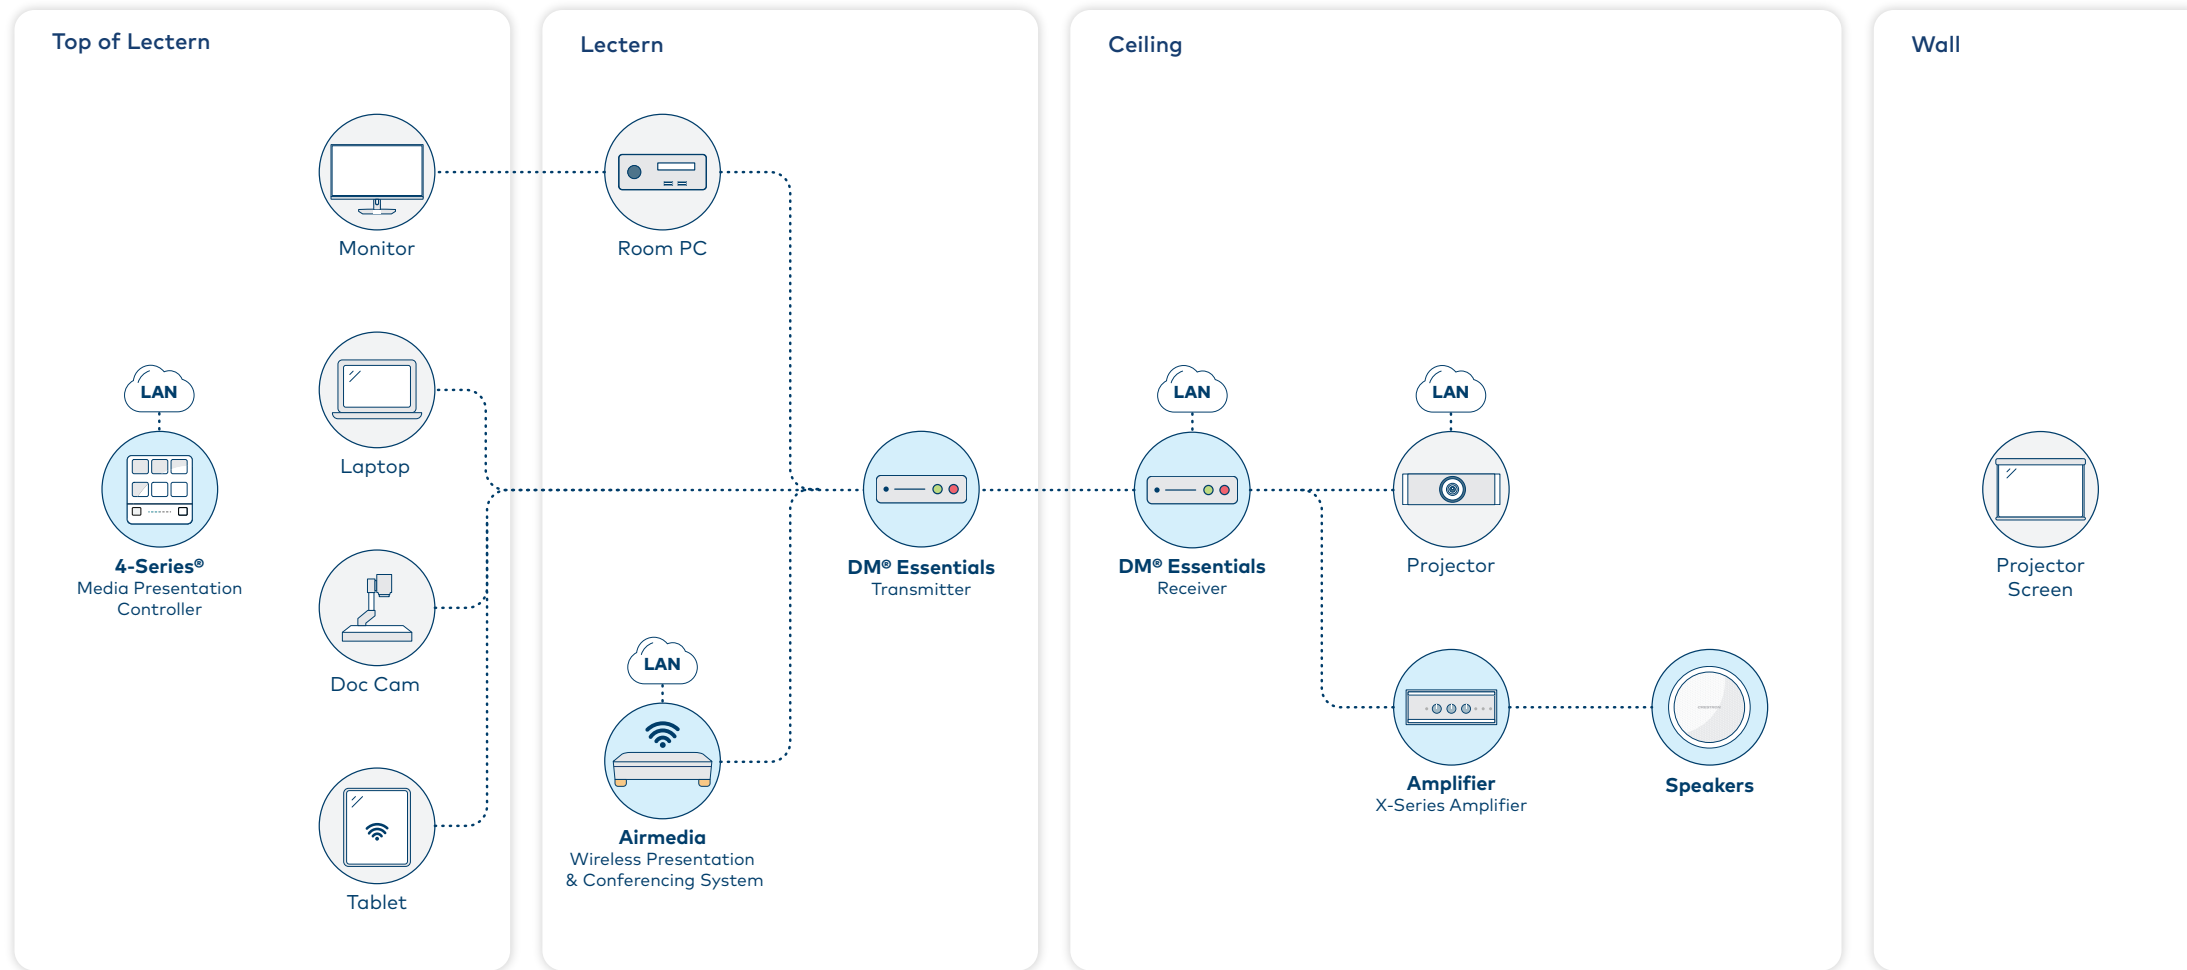 Top of Lectern
Monitor
Laptop
LAN
4-Series®
Media Presentation
Controller
Doc Cam
Tablet
Lectern
Room PC
DM® Essentials
Transmitter
LAN
Airmedia
Wireless Presentation
& Conferencing System
Ceiling
LAN
DM® Essentials
Receiver
LAN
Projector
Amplifier
X-Series Amplifier
Speakers
Wall
Projector
Screen